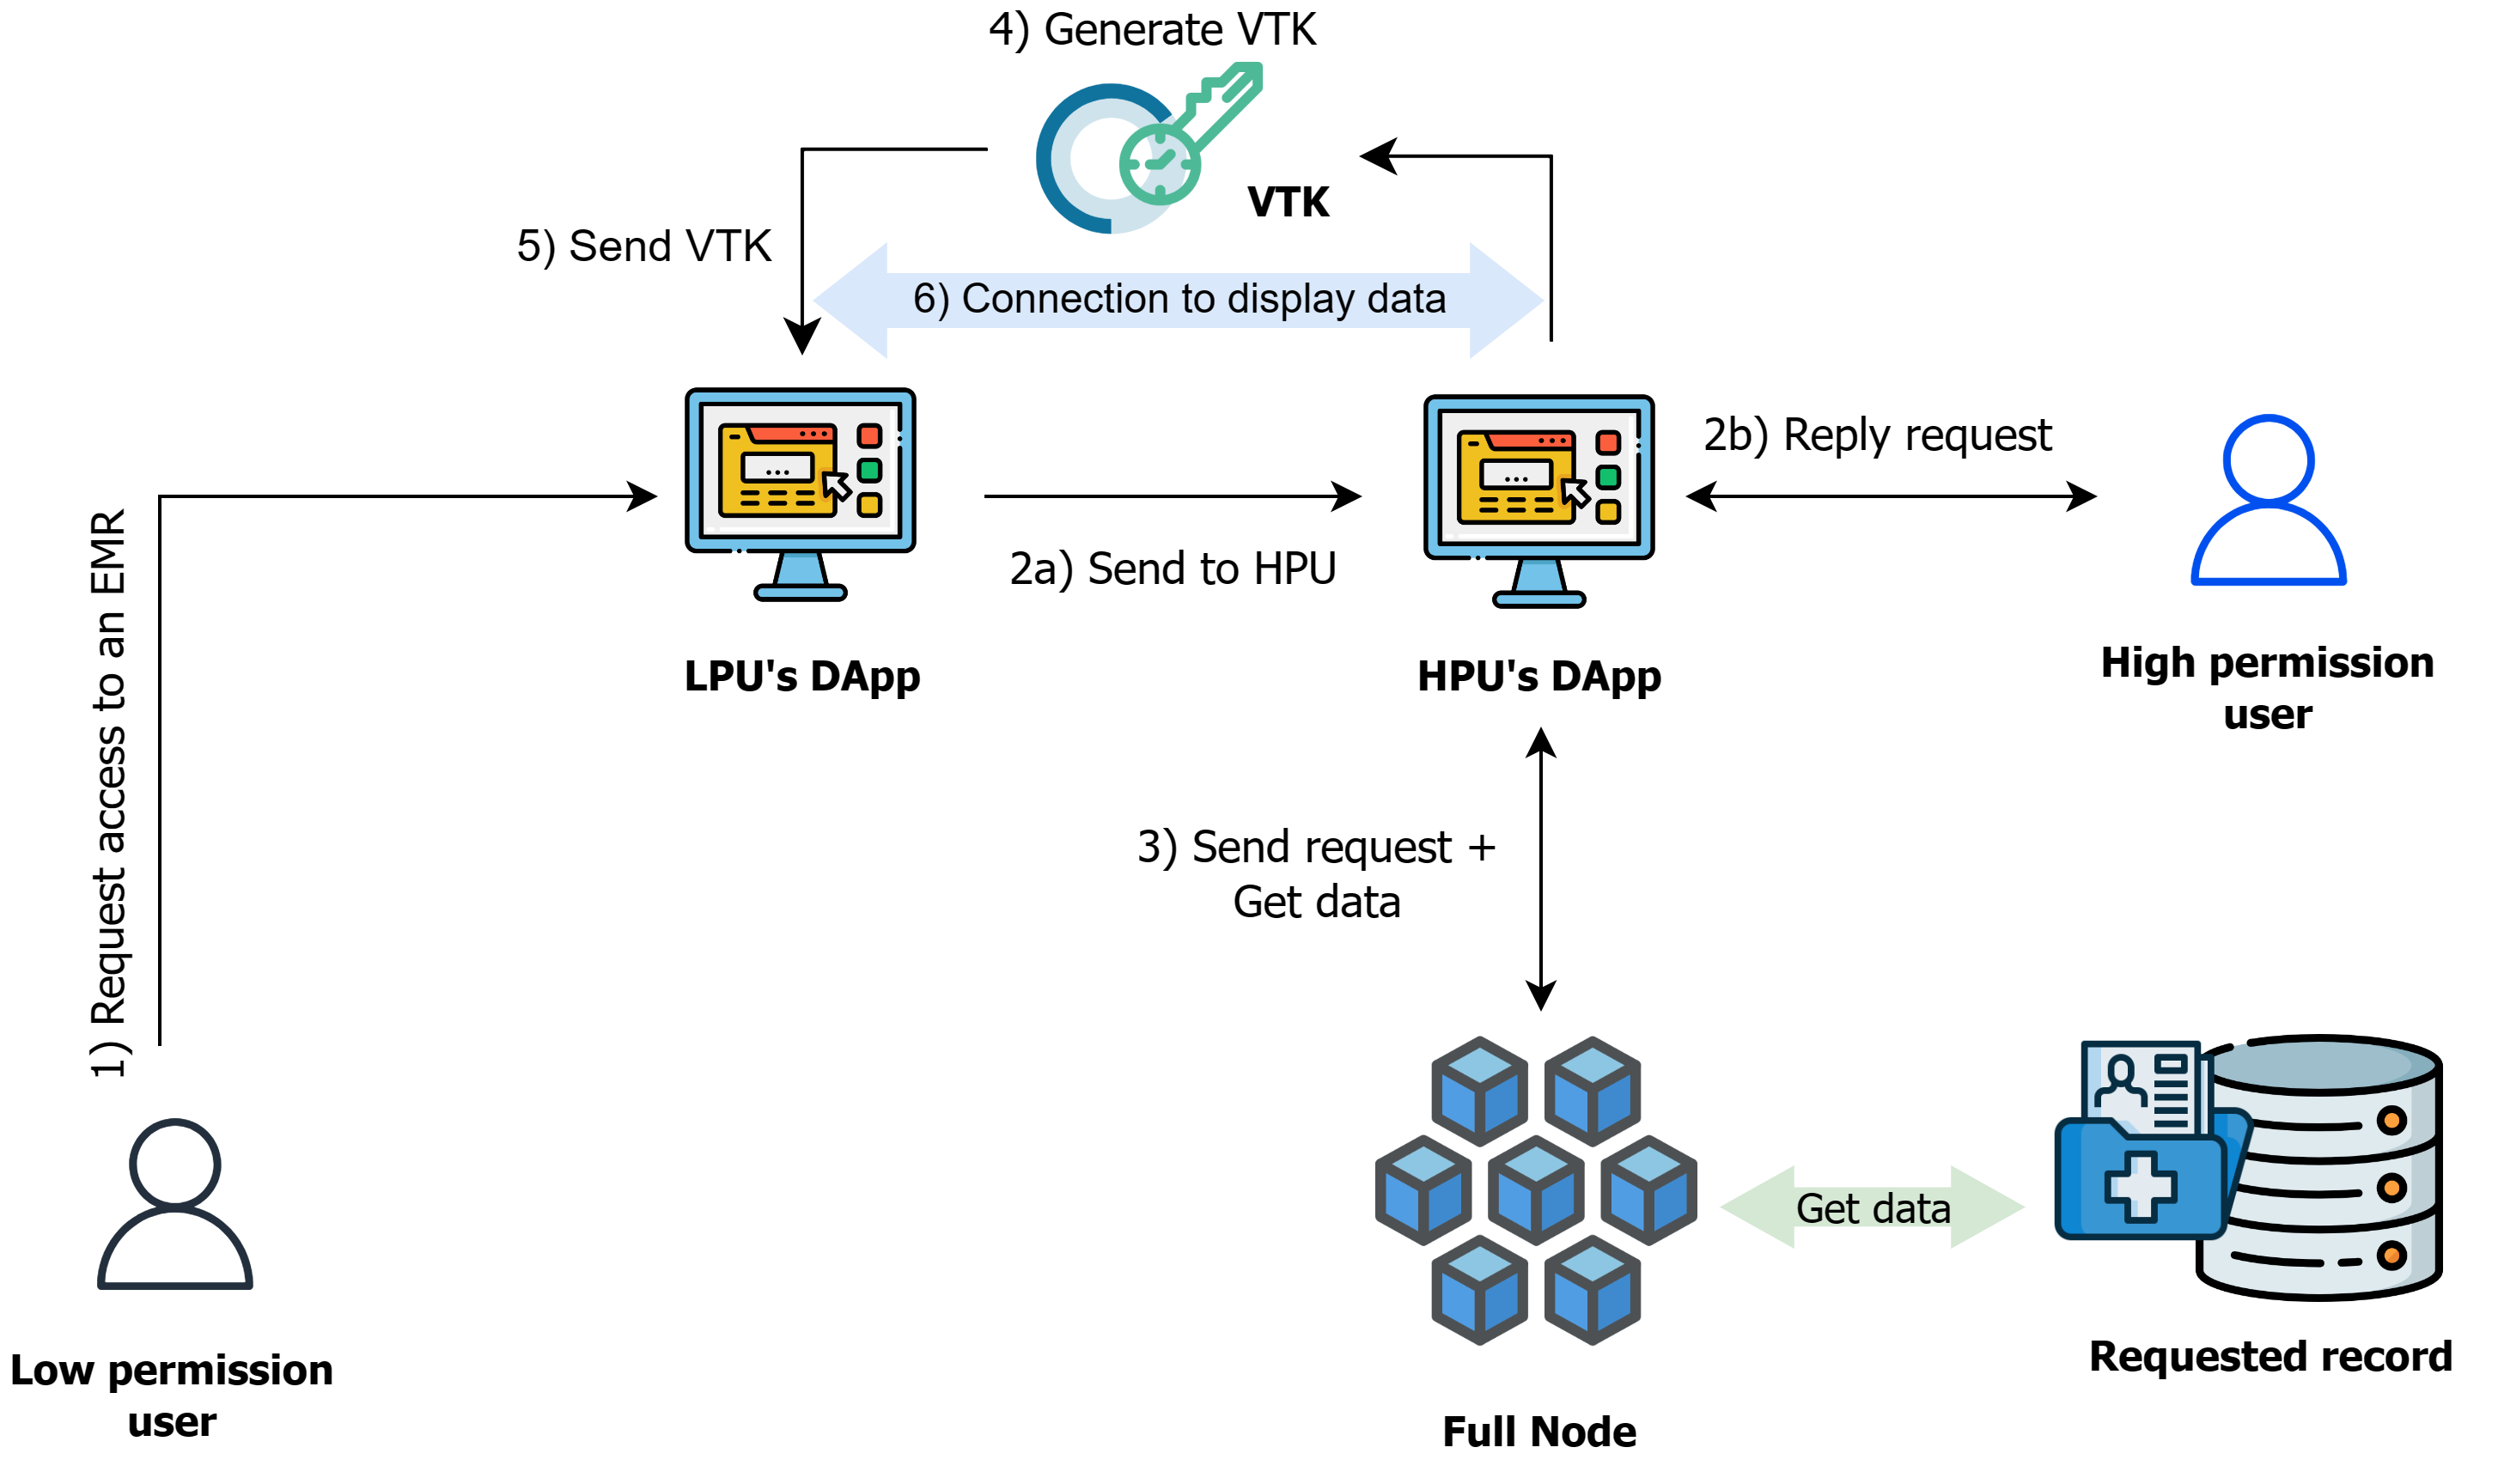 4) Generate VTK
VTK
5) Send VTK
6) Connection to display data
2b) Reply request
2a) Send to HPU
1) Request access to an EMR
LPU's DApp
HPU's DApp
High permission
user
3) Send request +
Get data
Get data
Low permission
user
Requested record
Full Node